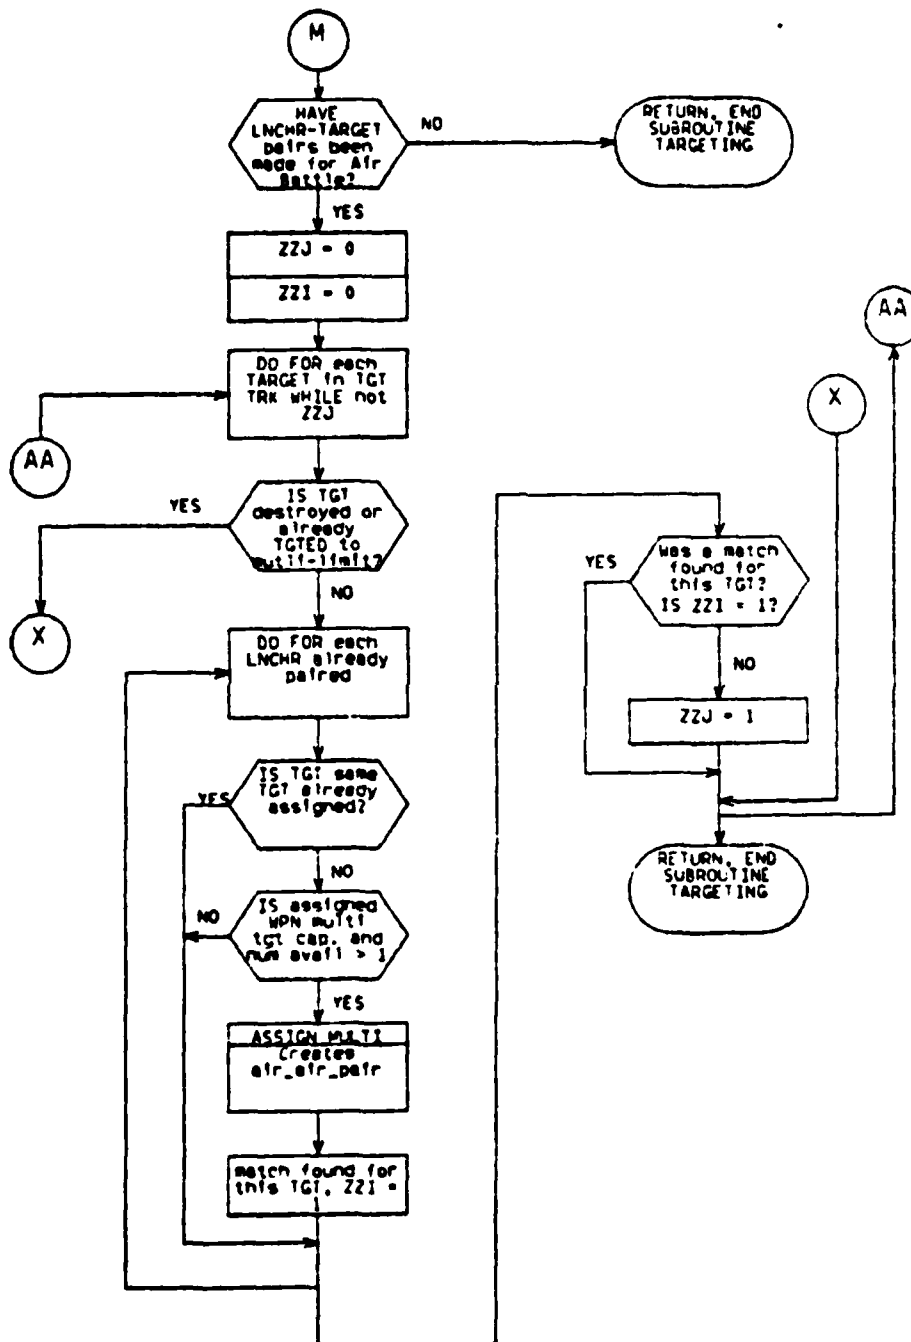 M
HAVE
LNCHR-TARGET
pairs been
made for Air
Battle?
NO
RETURN, END
SUBROUTINE
TARGETING
YES
ZZJ = 0
ZZI = 0
DO FOR each
TARGET in TGT
TRK WHILE not
ZZJ
AA
IS TGT
destroyed or
already
TGTED to
YES
NO
X
DO FOR each
LNCHR already
paired
IS TGT same
TGT already
assigned?
YES
NO
IS assigned
WPN multi
tgt cap. and
num avail > 1
NO
YES
ASSIGN MULTI
Creates
air_air_pair
match found for
this TGT, ZZI =
AA
X
Was a match
found for
this TGT?
IS ZZI = 1?
YES
NO
ZZJ = 1
RETURN, END
SUBROUTINE
TARGETING